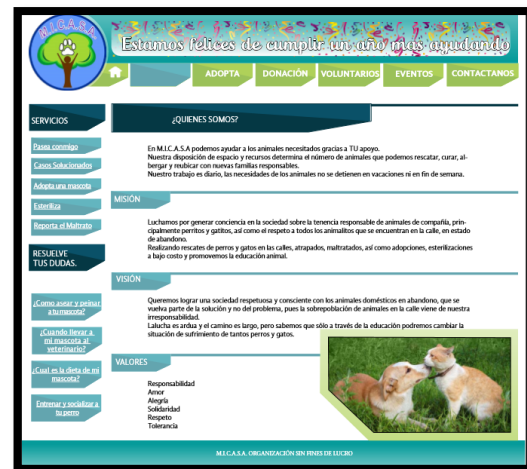 M.I.C.A.S.A
Estamos felices de cumplir un año mas ayudando
ADOPTA
DONACIÓN
VOLUNTARIOS
EVENTOS
CONTACTANOS
SERVICIOS
Pasea conmigo
Casos Solucionados
Adopta una mascota
Esteriliza
Reporta el Maltrato
RESUELVE
TUS DUDAS.
¿Como asear y peinar
a tu mascota?
¿Cuando llevar a
mi mascota al
veterinario?
¿Cual es la dieta de mi
mascota?
Entrenar y socializar a
tu perro
¿QUIENES SOMOS?
En M.I.C.A.S.A podemos ayudar a los animales necesitados gracias a TU apoyo.
Nuestra disposición de espacio y recursos determina el número de animales que podemos rescatar, curar, al-
bergar y reubicar con nuevas familias responsables.
Nuestro trabajo es diario, las necesidades de los animales no se detienen en vacaciones ni en fin de semana.
MISIÓN
Luchamos por generar conciencia en la sociedad sobre la tenencia responsable de animales de compañía, prin-
cipalmente perritos y gatitos, así como el respeto a todos los animalitos que se encuentran en la calle, en estado
de abandono.
Realizando rescates de perros y gatos en las calles, atrapados, maltratados, así como adopciones, esterilizaciones
a bajo costo y promovemos la educación animal.
VISIÓN
Queremos lograr una sociedad respetuosa y consciente con los animales domésticos en abandono, que se
vuelva parte de la solución y no del problema, pues la sobrepoblación de animales en la calle viene de nuestra
irresponsabilidad.
Lalucha es ardua y el camino es largo, pero sabemos que sólo a través de la educación podremos cambiar la
situación de sufrimiento de tantos perros y gatos.
VALORES
Responsabilidad
Amor
Alegría
Solidaridad
Respeto
Tolerancia
M.I.C.A.S.A. ORGANIZACIÓN SIN FINES DE LUCRO